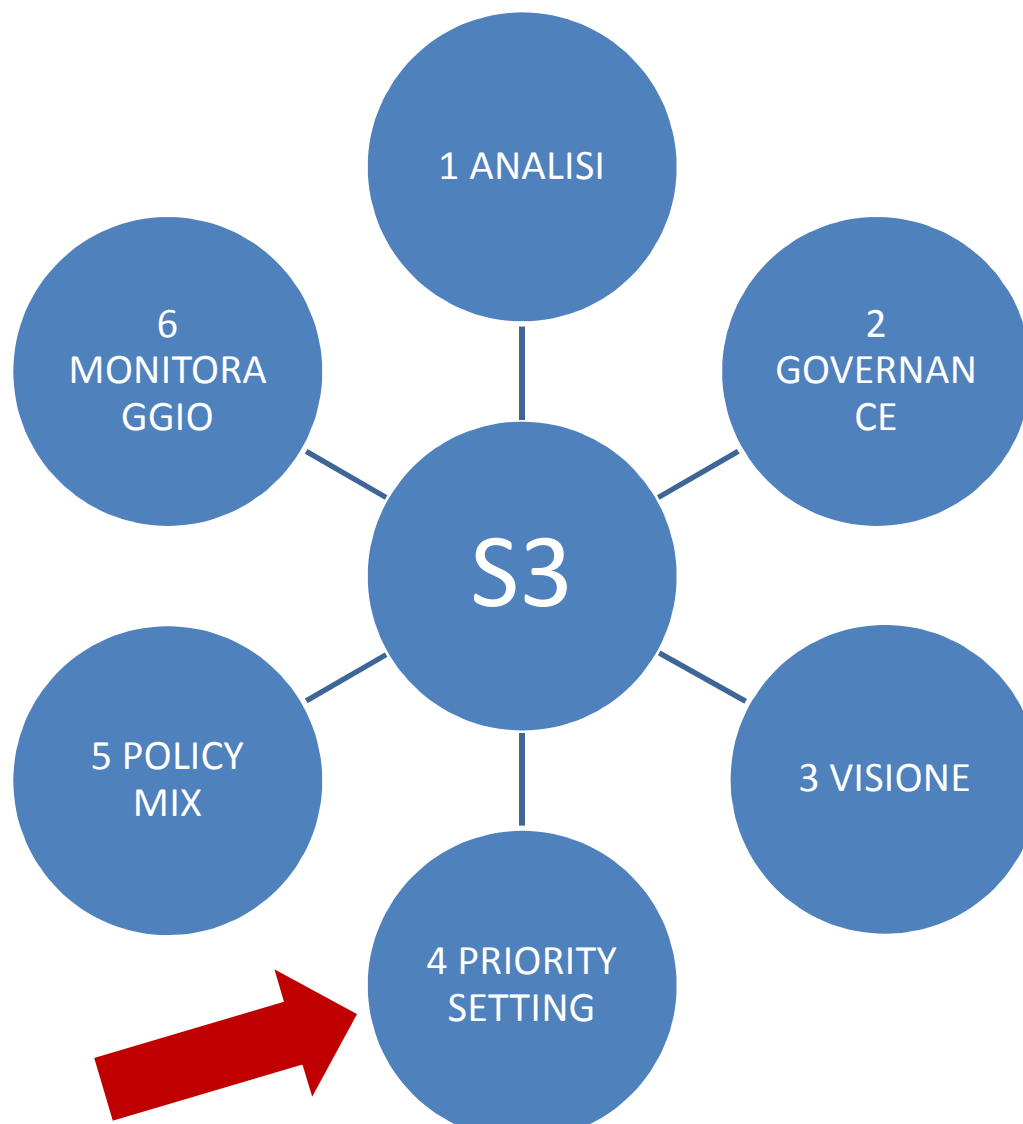 1 ANALISI
2
GOVERNAN
CE
3 VISIONE
4 PRIORITY
SETTING
5 POLICY
MIX
6
MONITORA
GGIO
S3